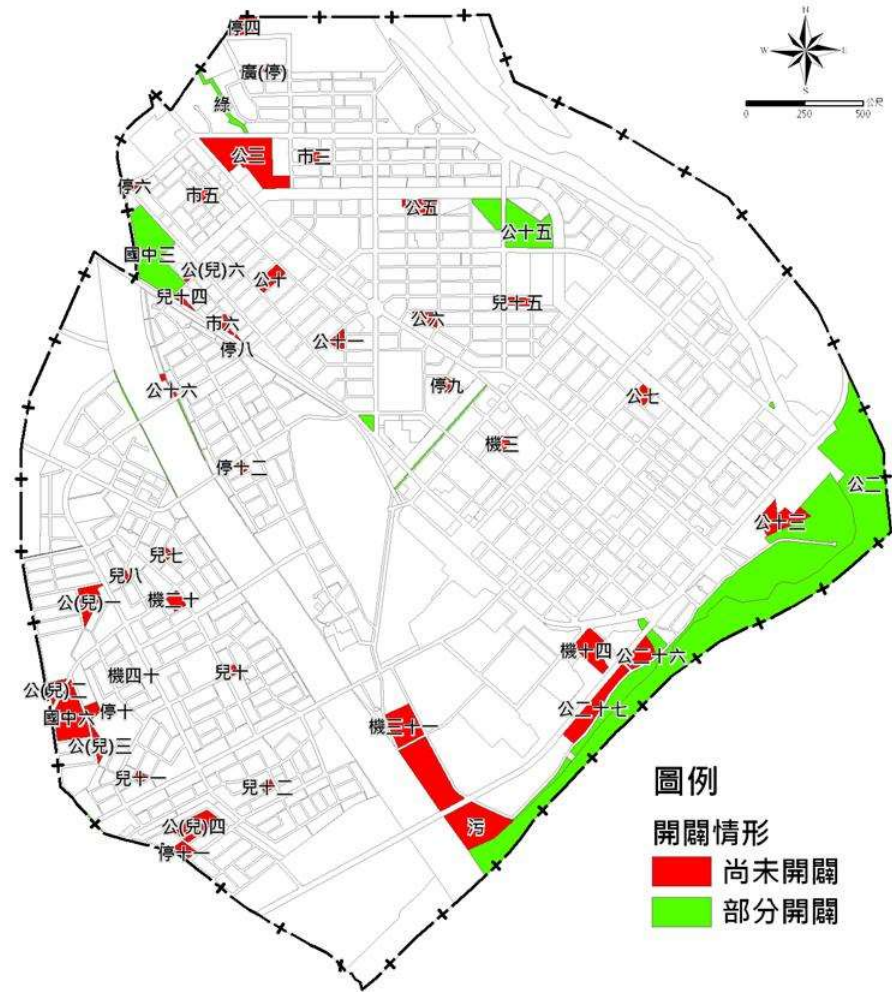 停四
N
W E
S
公尺
0 250 500
廣(停)
綠
公三
市三
停六
市五
公五
公十五
國中三
公(兒)六
公十
兒十四
兒十五
市六
公六
停八
公十一
公十六
停九
公七
機三
停十二
公二
公十三
兒七
兒八
公(兒)一
機二十
機十四
公二十六
機四十
兒十
公(兒)二
停十
國中六
公二十七
機三十一
公(兒)三
兒十一
兒十二
公(兒)四
污
停十一
圖例
開闢情形
尚未開闢
部分開闢